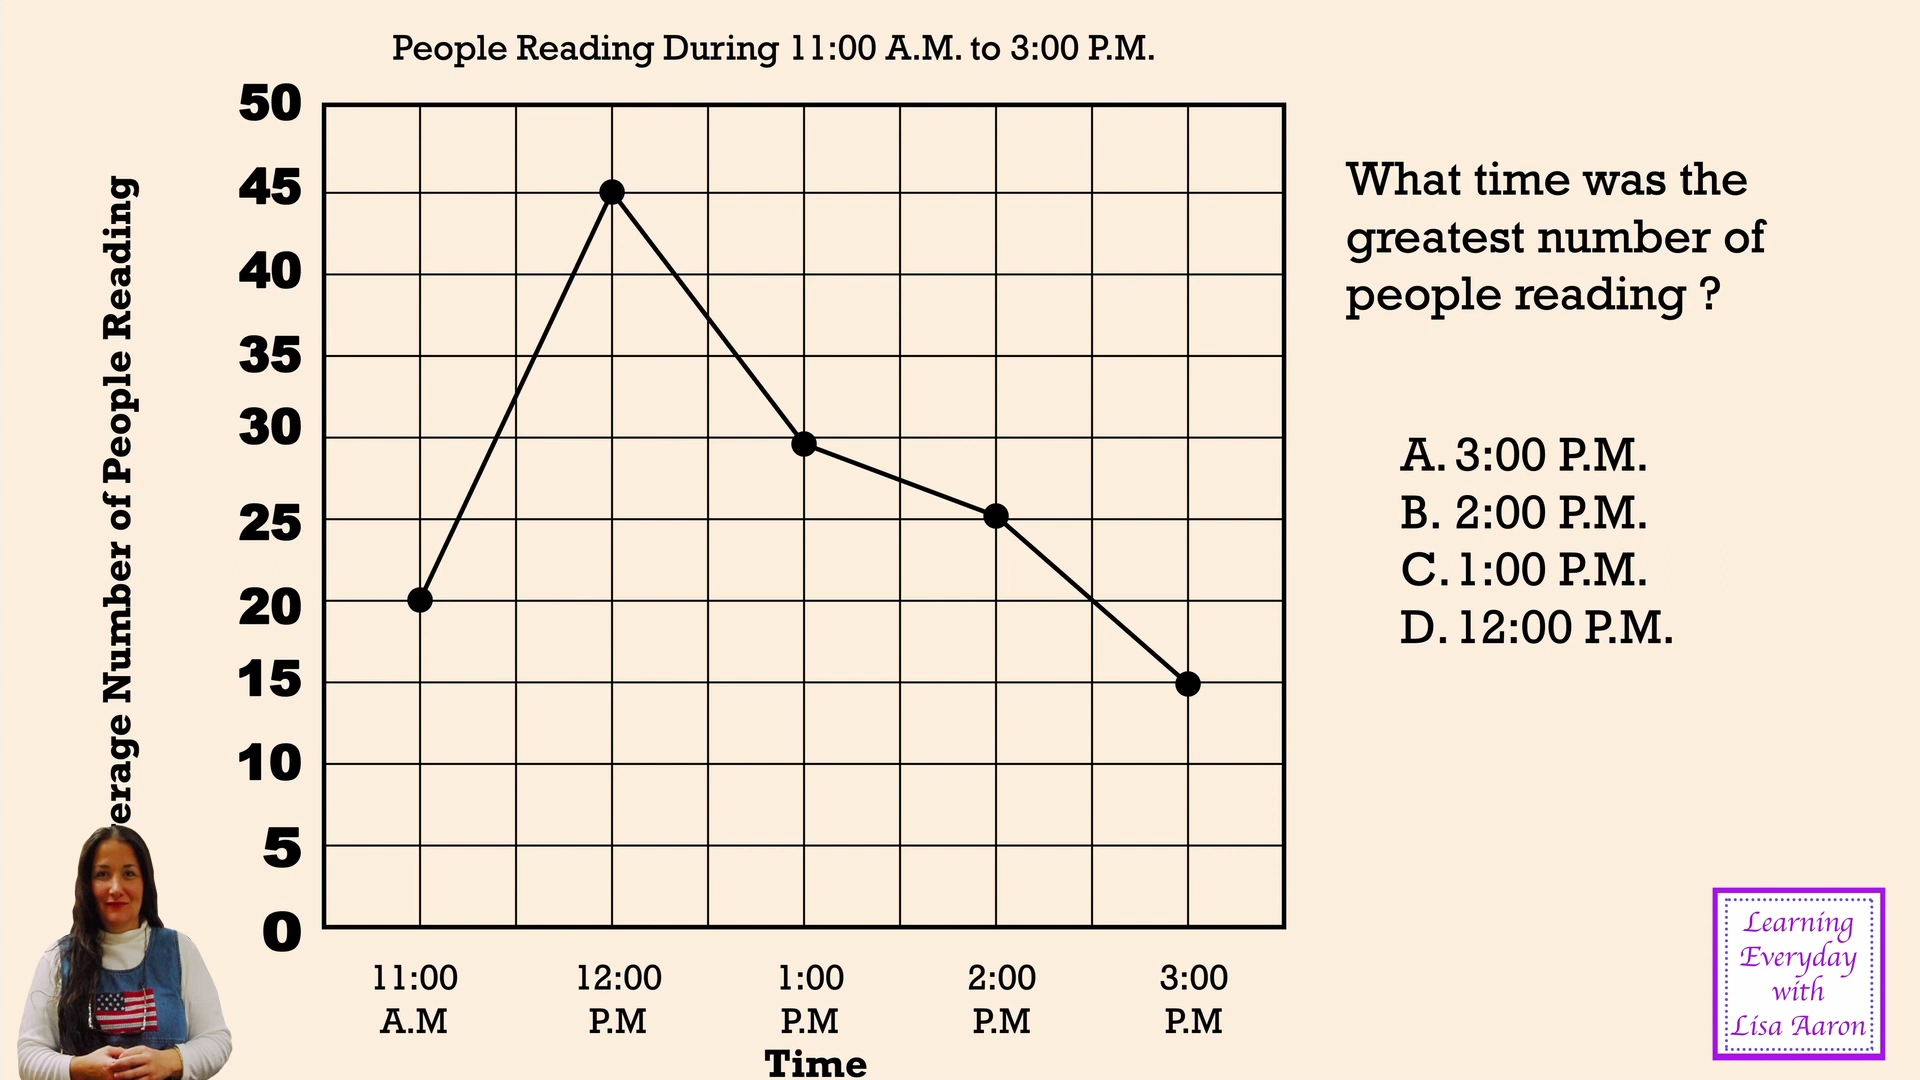 People Reading During 11:00 A.M. to 3:00 P.M.
Number of People Reading
50
45
40
35
30
25
20
15
10
5
0
11:00 A.M
12:00 P.M
1:00 P.M
2:00 P.M
3:00 P.M
Time
What time was the
greatest number of
people reading ?
A. 3:00 P.M.
B. 2:00 P.M.
C. 1:00 P.M.
D. 12:00 P.M.
Learning
Everyday
with
Lisa Aaron